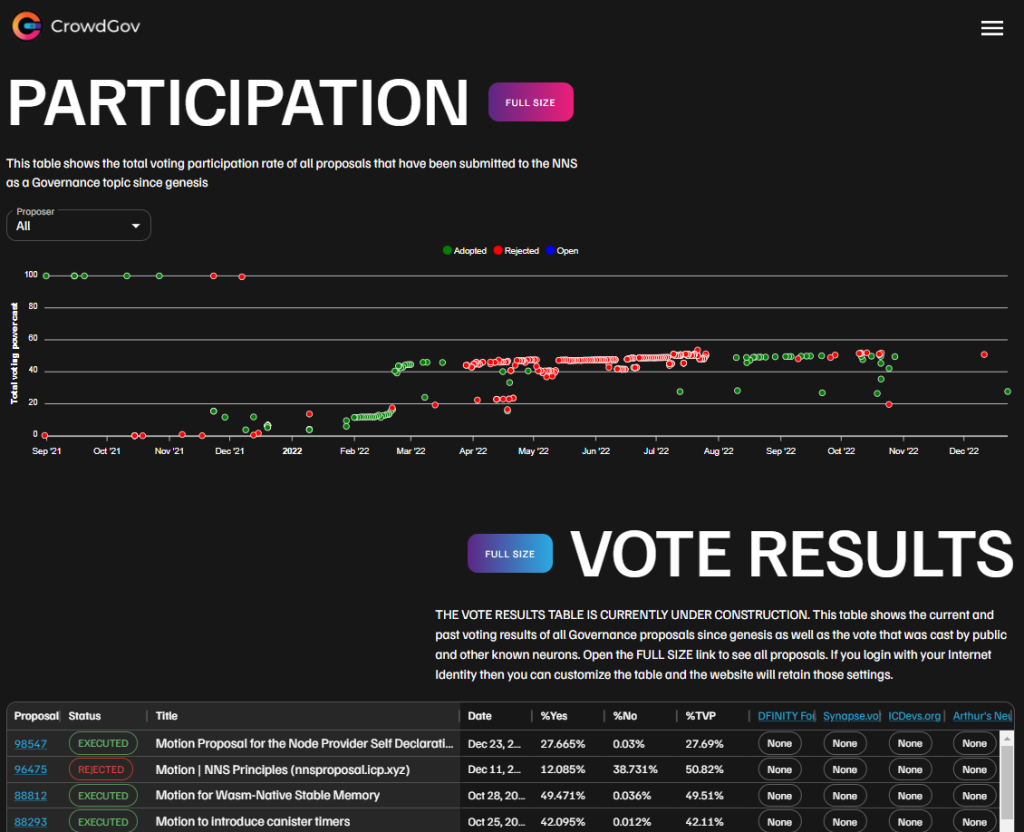 CrowdGov
PARTICIPATION
FULL SIZE
This table shows the total voting participation rate of all proposals that have been submitted to the NNS
as a Governance topic since genesis
Proposer
All
Adopted Rejected Open
Total voting power cast
100
80
60
40
20
0
Sep '21 Oct '21 Nov '21 Dec '21 2022 Feb '22 Mar '22 Apr '22 May '22 Jun '22 Jul '22 Aug '22 Sep '22 Oct '22 Nov '22 Dec '22
FULL SIZE
VOTE RESULTS
THE VOTE RESULTS TABLE IS CURRENTLY UNDER CONSTRUCTION. This table shows the current and
past voting results of all Governance proposals since genesis as well as the vote that was cast by public
and other known neurons. Open the FULL SIZE link to see all proposals. If you login with your Internet
Identity then you can customize the table and the website will retain those settings.
Proposal Status Title Date %Yes %No %TVP DFINITY Fo Synapse.vo ICDevs.org Arthur's Ne
98547 EXECUTED Motion Proposal for the Node Provider Self Declarati... Dec 23, 2... 27.665% 0.03% 27.69% None None None None
96475 REJECTED Motion | NNS Principles (nnsproposal.icp.xyz) Dec 11, 2... 12.085% 38.731% 50.82% None None None None
88812 EXECUTED Motion for Wasm-Native Stable Memory Oct 28, 20... 49.471% 0.036% 49.51% None None None None
88293 EXECUTED Motion to introduce canister timers Oct 25, 20... 42.095% 0.012% 42.11% None None None None